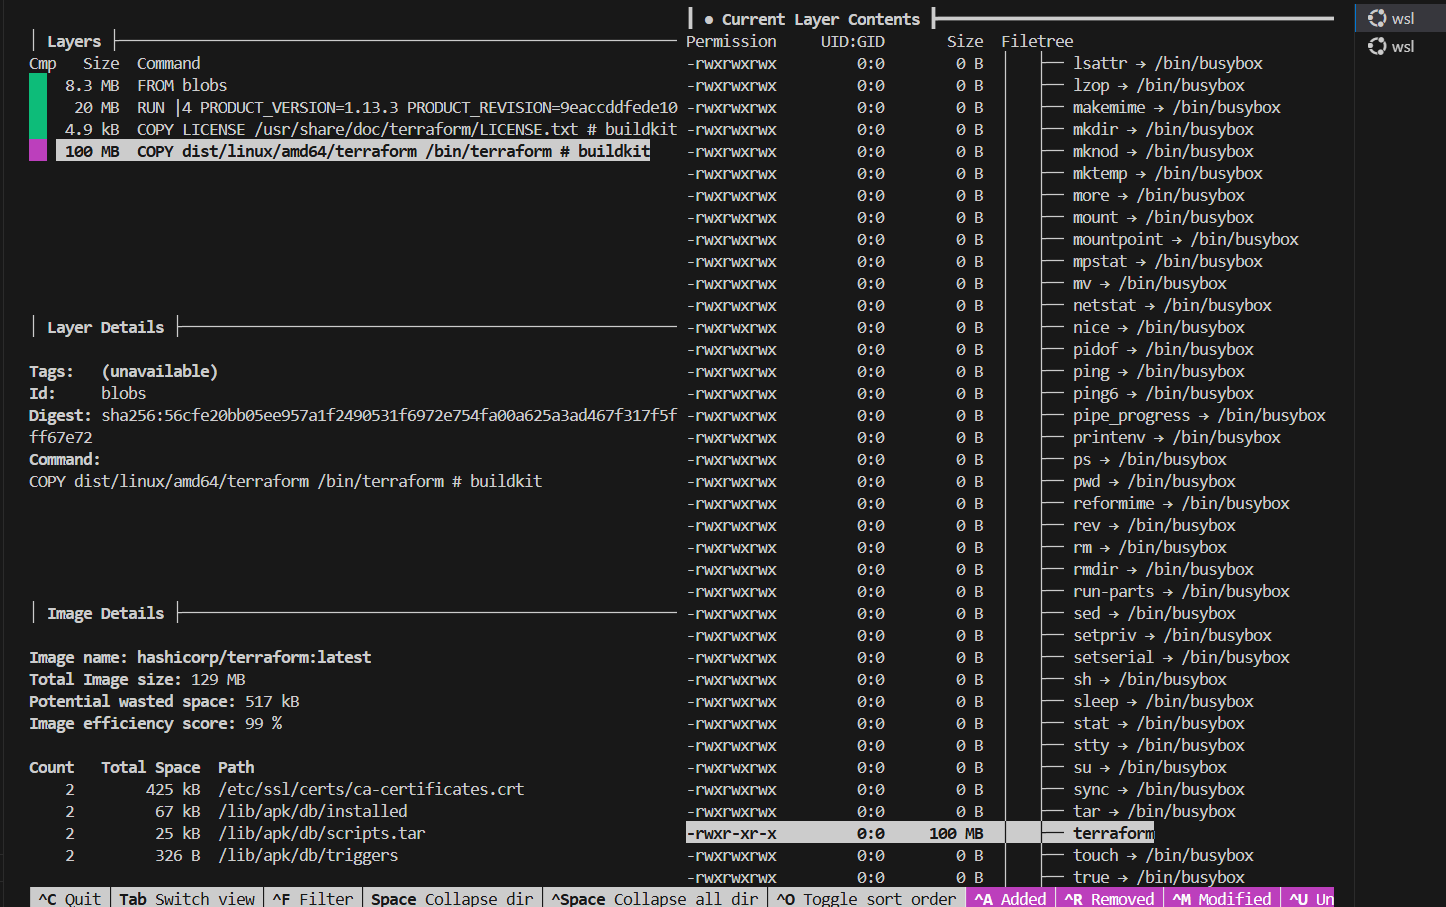 │ Layers ├
Cmp Size Command
8.3 MB FROM blobs
20 MB RUN |4 PRODUCT_VERSION=1.13.3 PRODUCT_REVISION=9eaccddfede10
4.9 kB COPY LICENSE /usr/share/doc/terraform/LICENSE.txt # buildkit
100 MB COPY dist/linux/amd64/terraform /bin/terraform # buildkit
│ Layer Details ├
Tags: (unavailable)
Id: blobs
Digest: sha256:56cfe20bb05ee957a1f2490531f6972e754fa00a625a3ad467f317f5f
ff67e72
Command:
COPY dist/linux/amd64/terraform /bin/terraform # buildkit
│ Image Details ├
Image name: hashicorp/terraform:latest
Total Image size: 129 MB
Potential wasted space: 517 kB
Image efficiency score: 99 %
Count Total Space Path
2 425 kB /etc/ssl/certs/ca-certificates.crt
2 67 kB /lib/apk/db/installed
2 25 kB /lib/apk/db/scripts.tar
2 326 B /lib/apk/db/triggers
┃ ● Current Layer Contents ┣
Permission UID:GID Size Filetree
-rwxrwxrwx 0:0 0 B ├── lsattr → /bin/busybox
-rwxrwxrwx 0:0 0 B ├── lzop → /bin/busybox
-rwxrwxrwx 0:0 0 B ├── makemime → /bin/busybox
-rwxrwxrwx 0:0 0 B ├── mkdir → /bin/busybox
-rwxrwxrwx 0:0 0 B ├── mknod → /bin/busybox
-rwxrwxrwx 0:0 0 B ├── mktemp → /bin/busybox
-rwxrwxrwx 0:0 0 B ├── more → /bin/busybox
-rwxrwxrwx 0:0 0 B ├── mount → /bin/busybox
-rwxrwxrwx 0:0 0 B ├── mountpoint → /bin/busybox
-rwxrwxrwx 0:0 0 B ├── mpstat → /bin/busybox
-rwxrwxrwx 0:0 0 B ├── mv → /bin/busybox
-rwxrwxrwx 0:0 0 B ├── netstat → /bin/busybox
-rwxrwxrwx 0:0 0 B ├── nice → /bin/busybox
-rwxrwxrwx 0:0 0 B ├── pidof → /bin/busybox
-rwxrwxrwx 0:0 0 B ├── ping → /bin/busybox
-rwxrwxrwx 0:0 0 B ├── ping6 → /bin/busybox
-rwxrwxrwx 0:0 0 B ├── pipe_progress → /bin/busybox
-rwxrwxrwx 0:0 0 B ├── printenv → /bin/busybox
-rwxrwxrwx 0:0 0 B ├── ps → /bin/busybox
-rwxrwxrwx 0:0 0 B ├── pwd → /bin/busybox
-rwxrwxrwx 0:0 0 B ├── reformime → /bin/busybox
-rwxrwxrwx 0:0 0 B ├── rev → /bin/busybox
-rwxrwxrwx 0:0 0 B ├── rm → /bin/busybox
-rwxrwxrwx 0:0 0 B ├── rmdir → /bin/busybox
-rwxrwxrwx 0:0 0 B ├── run-parts → /bin/busybox
-rwxrwxrwx 0:0 0 B ├── sed → /bin/busybox
-rwxrwxrwx 0:0 0 B ├── setpriv → /bin/busybox
-rwxrwxrwx 0:0 0 B ├── setserial → /bin/busybox
-rwxrwxrwx 0:0 0 B ├── sh → /bin/busybox
-rwxrwxrwx 0:0 0 B ├── sleep → /bin/busybox
-rwxrwxrwx 0:0 0 B ├── stat → /bin/busybox
-rwxrwxrwx 0:0 0 B ├── stty → /bin/busybox
-rwxrwxrwx 0:0 0 B ├── su → /bin/busybox
-rwxrwxrwx 0:0 0 B ├── sync → /bin/busybox
-rwxrwxrwx 0:0 0 B ├── tar → /bin/busybox
-rwxr-xr-x 0:0 100 MB ├── terraform
-rwxrwxrwx 0:0 0 B ├── touch → /bin/busybox
-rwxrwxrwx 0:0 0 B ├── true → /bin/busybox
^C Quit Tab Switch view ^F Filter Space Collapse dir ^Space Collapse all dir ^O Toggle sort order ^A Added ^R Removed ^M Modified ^U Un
wsl
wsl